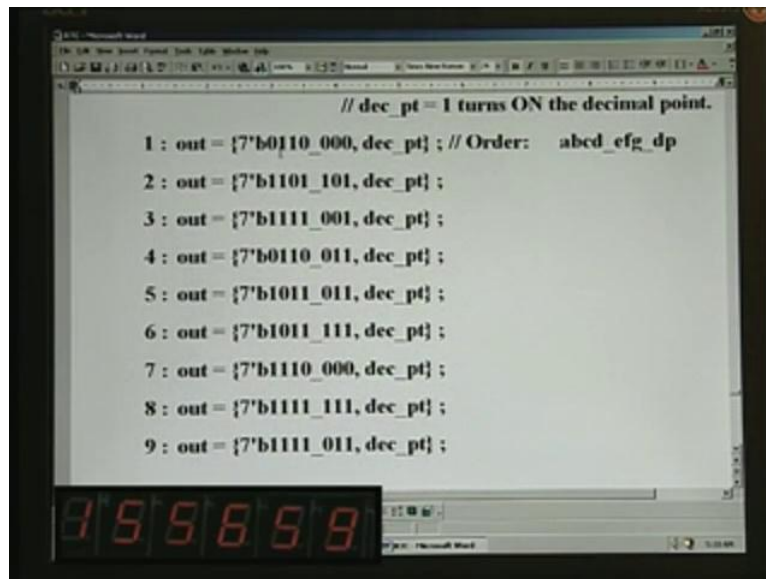 // dec_pt = 1 turns ON the decimal point.
1 : out = {7'b0110_000, dec_pt} ; // Order: abcd_efg_dp
2 : out = {7'b1101_101, dec_pt} ;
3 : out = {7'b1111_001, dec_pt} ;
4 : out = {7'b0110_011, dec_pt} ;
5 : out = {7'b1011_011, dec_pt} ;
6 : out = {7'b1011_111, dec_pt} ;
7 : out = {7'b1110_000, dec_pt} ;
8 : out = {7'b1111_111, dec_pt} ;
9 : out = {7'b1111_011, dec_pt} ;
155659